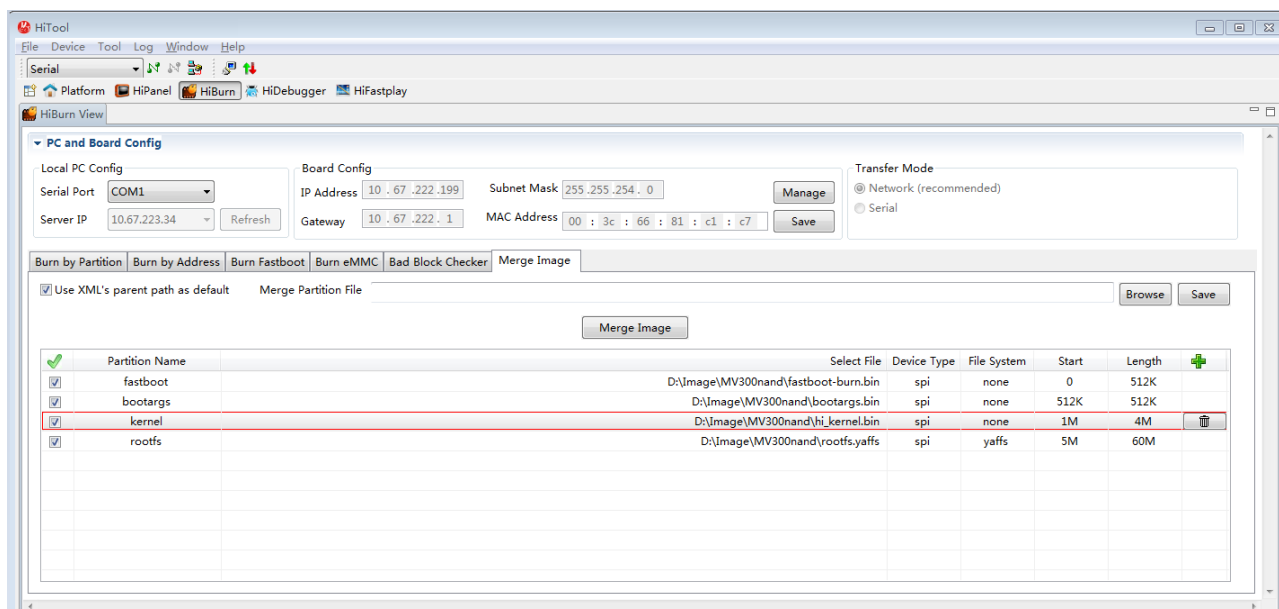 HiTool
File Device Tool Log Window Help
Serial
Platform HiPanel HiBurn HiDebugger HiFastplay
HiBurn View
PC and Board Config
Local PC Config Board Config Transfer Mode
Serial Port COM1 IP Address 10 . 67 .222 .199 Subnet Mask 255 .255 .254 . 0 Manage Network (recommended)
Server IP 10.67.223.34 Refresh Gateway 10 . 67 .222 . 1 MAC Address 00 : 3c : 66 : 81 : c1 : c7 Save Serial
Burn by Partition Burn by Address Burn Fastboot Burn eMMC Bad Block Checker Merge Image
Use XML's parent path as default Merge Partition File Browse Save
Merge Image
Partition Name Select File Device Type File System Start Length
fastboot D:\Image\MV300nand\fastboot-burn.bin spi none 0 512K
bootargs D:\Image\MV300nand\bootargs.bin spi none 512K 512K
kernel D:\Image\MV300nand\hi_kernel.bin spi none 1M 4M
rootfs D:\Image\MV300nand\rootfs.yaffs spi yaffs 5M 60M